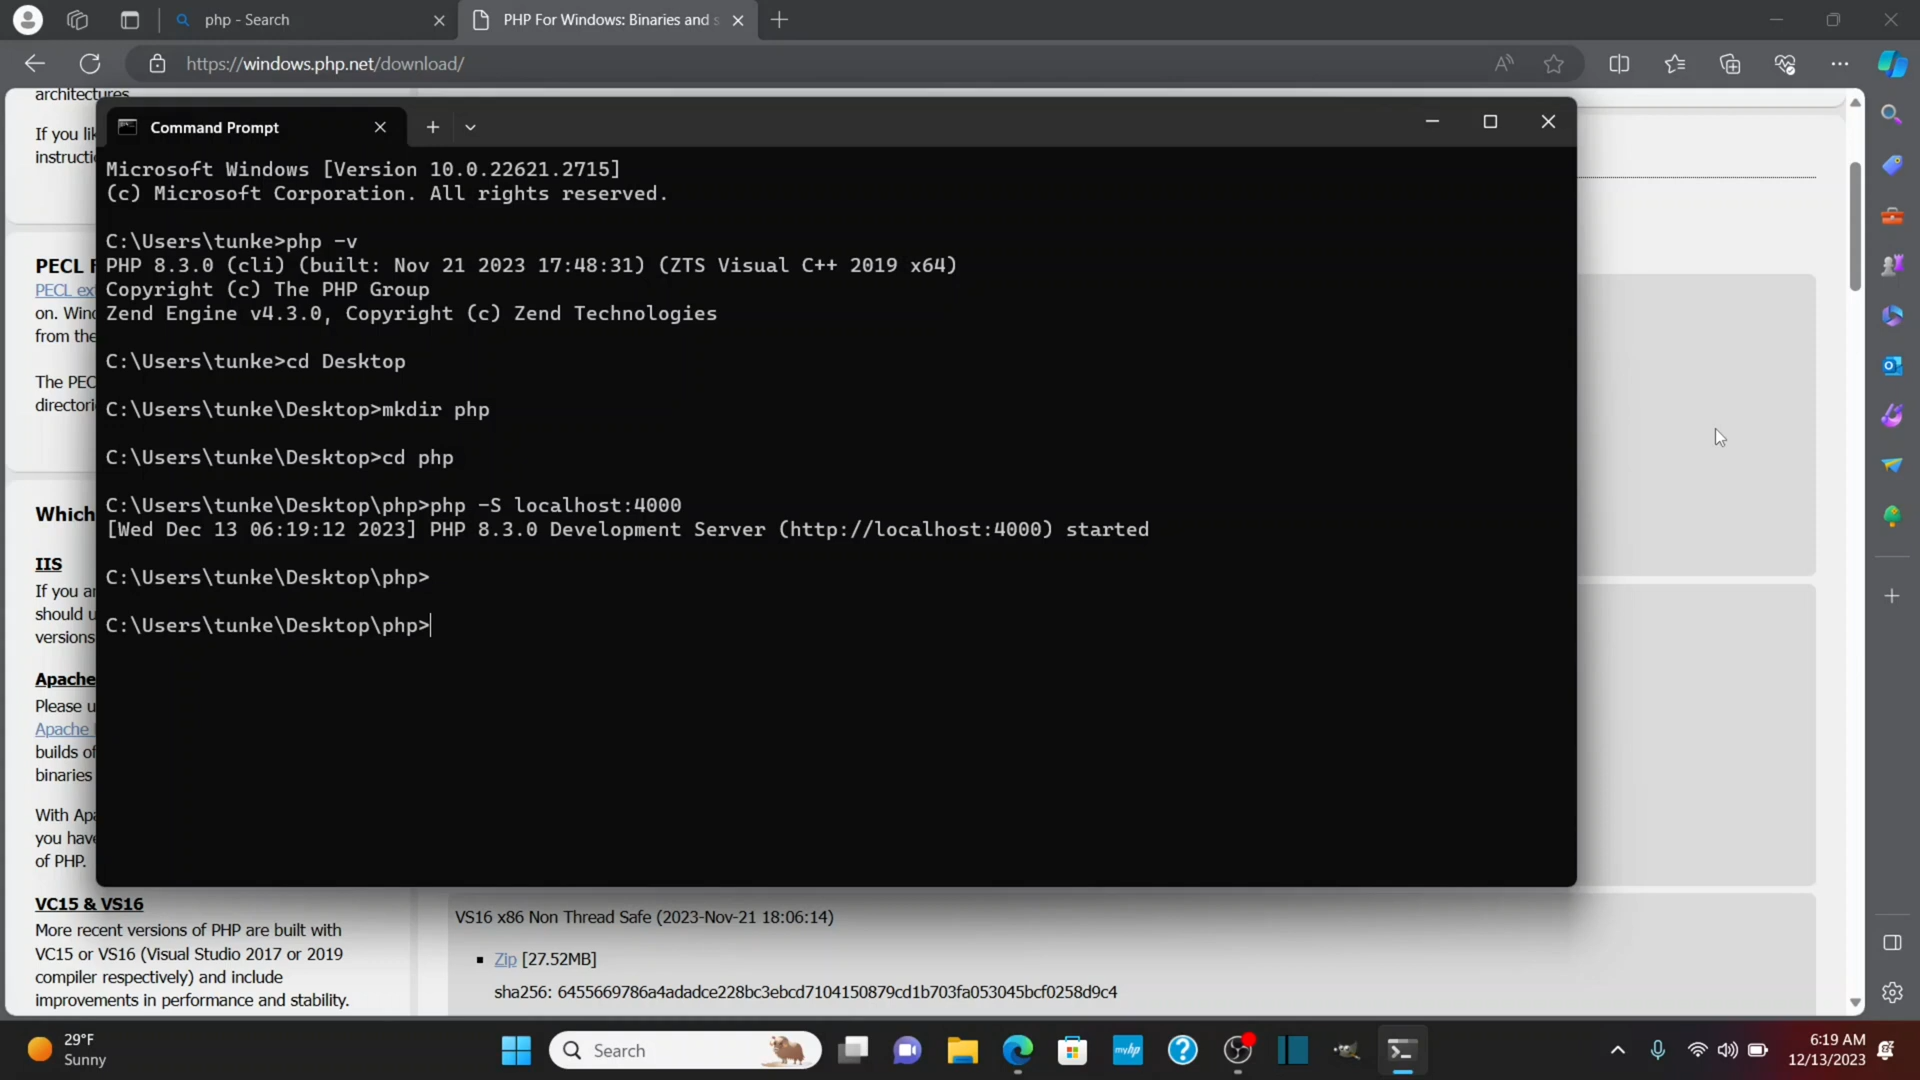 php - Search
PHP For Windows: Binaries and s
https://windows.php.net/download/
architectures
If you lik
instructi
PECL F
PECL ex
on. Wind
from the
The PEC
directori
Which
IIS
If you ar
should u
versions
Apache
Please u
Apache
builds of
binaries
With Apa
you have
of PHP.
VC15 & VS16
More recent versions of PHP are built with
VC15 or VS16 (Visual Studio 2017 or 2019
compiler respectively) and include
improvements in performance and stability.
Command Prompt
Microsoft Windows [Version 10.0.22621.2715]
(c) Microsoft Corporation. All rights reserved.
C:\Users\tunke>php -v
PHP 8.3.0 (cli) (built: Nov 21 2023 17:48:31) (ZTS Visual C++ 2019 x64)
Copyright (c) The PHP Group
Zend Engine v4.3.0, Copyright (c) Zend Technologies
C:\Users\tunke>cd Desktop
C:\Users\tunke\Desktop>mkdir php
C:\Users\tunke\Desktop>cd php
C:\Users\tunke\Desktop\php>php -S localhost:4000
[Wed Dec 13 06:19:12 2023] PHP 8.3.0 Development Server (http://localhost:4000) started
C:\Users\tunke\Desktop\php>
C:\Users\tunke\Desktop\php>
VS16 x86 Non Thread Safe (2023-Nov-21 18:06:14)
Zip [27.52MB]
sha256: 6455669786a4adadce228bc3ebcd7104150879cd1b703fa053045bcf0258d9c4
29°F
Sunny
Search
myhp
6:19 AM
12/13/2023